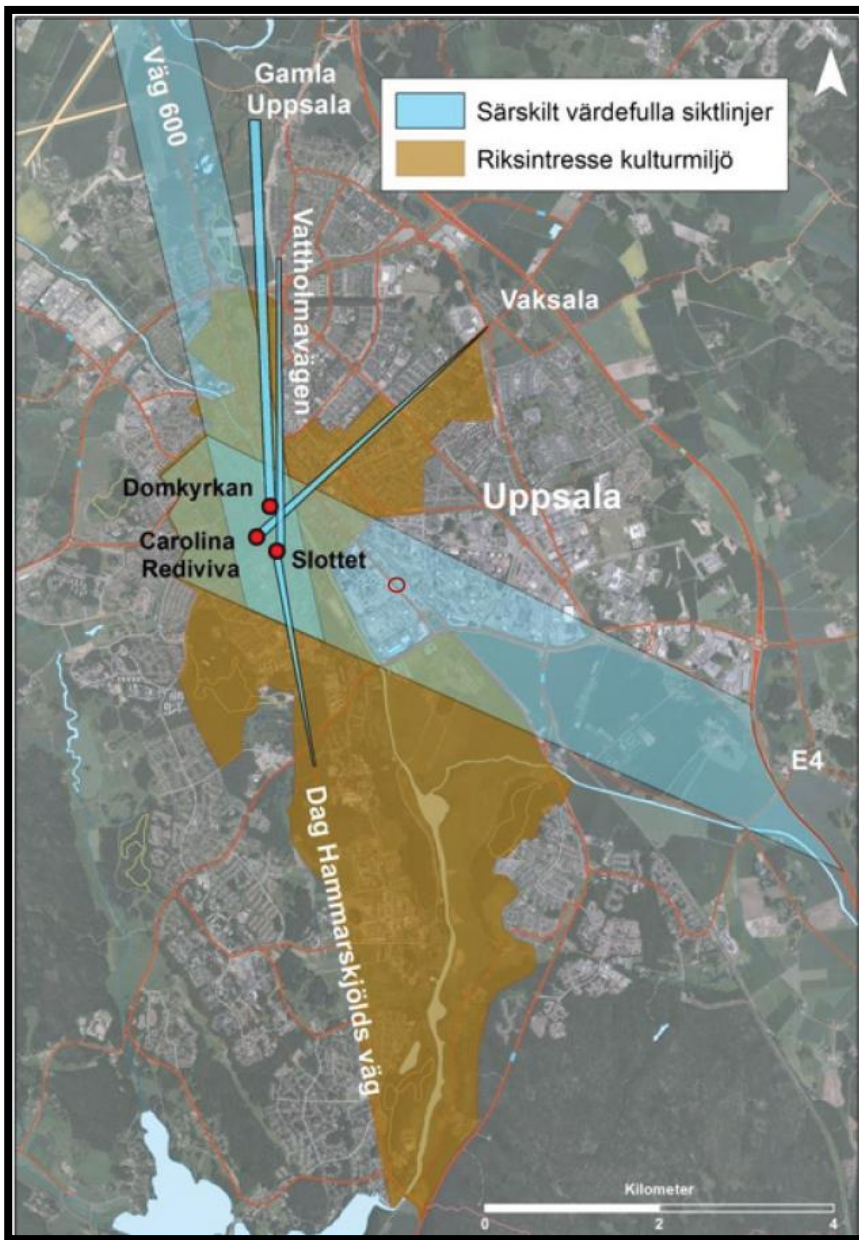 Väg 600
Gamla
Uppsala
Särskilt värdefulla siktlinjer
Riksintresse kulturmiljö
Vattholmavägen
Vaksala
Domkyrkan
Uppsala
Carolina
Rediviva
Slottet
E4
Dag Hammarskjölds väg
Kilometer
0
2
4